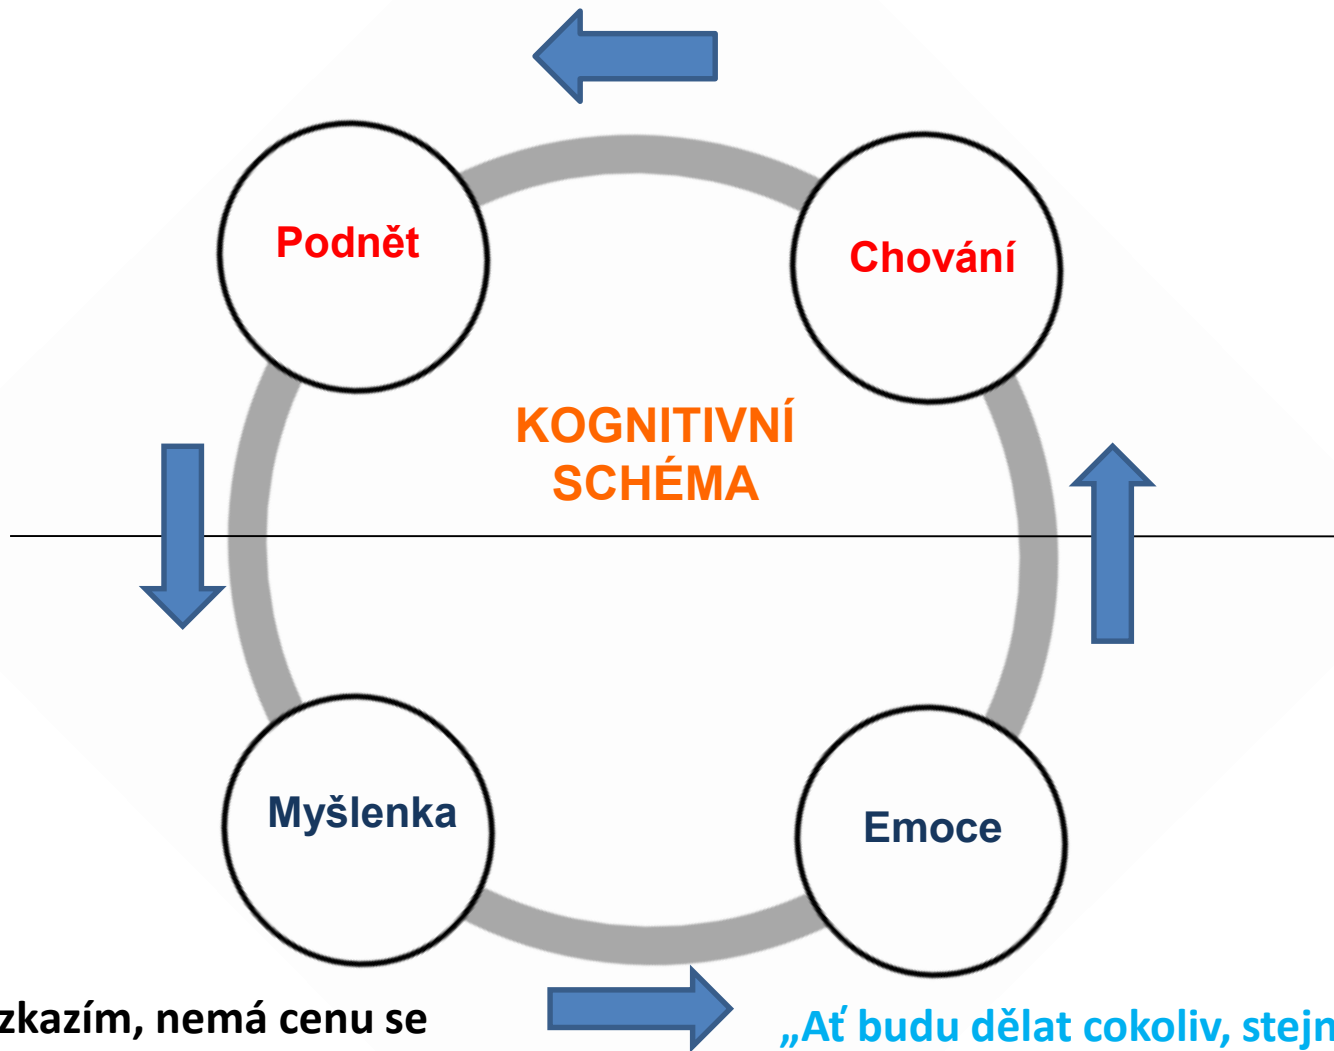 Podnět
Chování
KOGNITIVNÍ
SCHÉMA
Myšlenka
Emoce
zkazím, nemá cenu se
„Ať budu dělat cokoliv, stejn